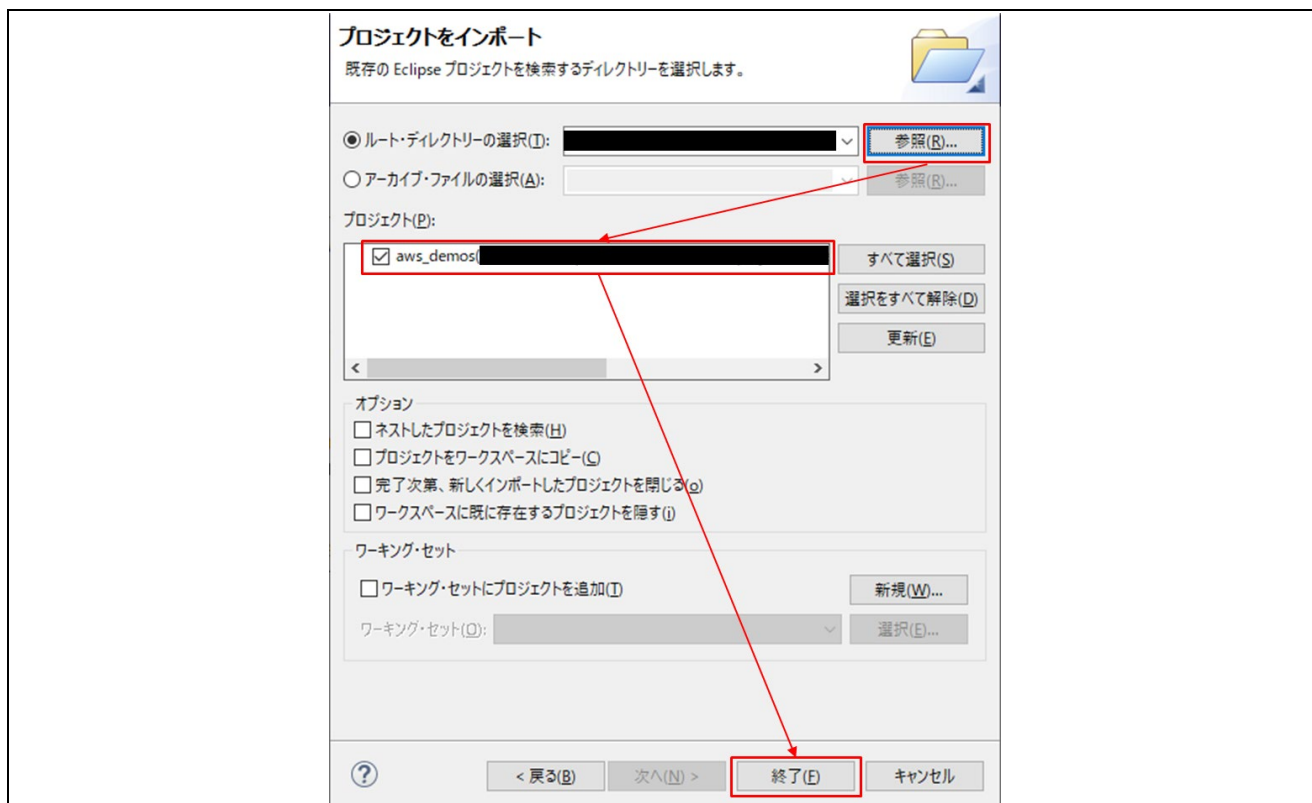 プロジェクトをインポート
既存の Eclipse プロジェクトを検索するディレクトリーを選択します。
ルート・ディレクトリーの選択(T):
参照(R)...
アーカイブ・ファイルの選択(A):
参照(R)...
プロジェクト(P):
aws_demos(
すべて選択(S)
選択をすべて解除(D)
更新(E)
オプション
ネストしたプロジェクトを検索(H)
プロジェクトをワークスペースにコピー(C)
完了次第、新しくインポートしたプロジェクトを閉じる(o)
ワークスペースに既に存在するプロジェクトを隠す(i)
ワーキング・セット
ワーキング・セットにプロジェクトを追加(T)
新規(W)...
ワーキング・セット(O):
選択(E)...
?
< 戻る(B)
次へ(N) >
終了(F)
キャンセル